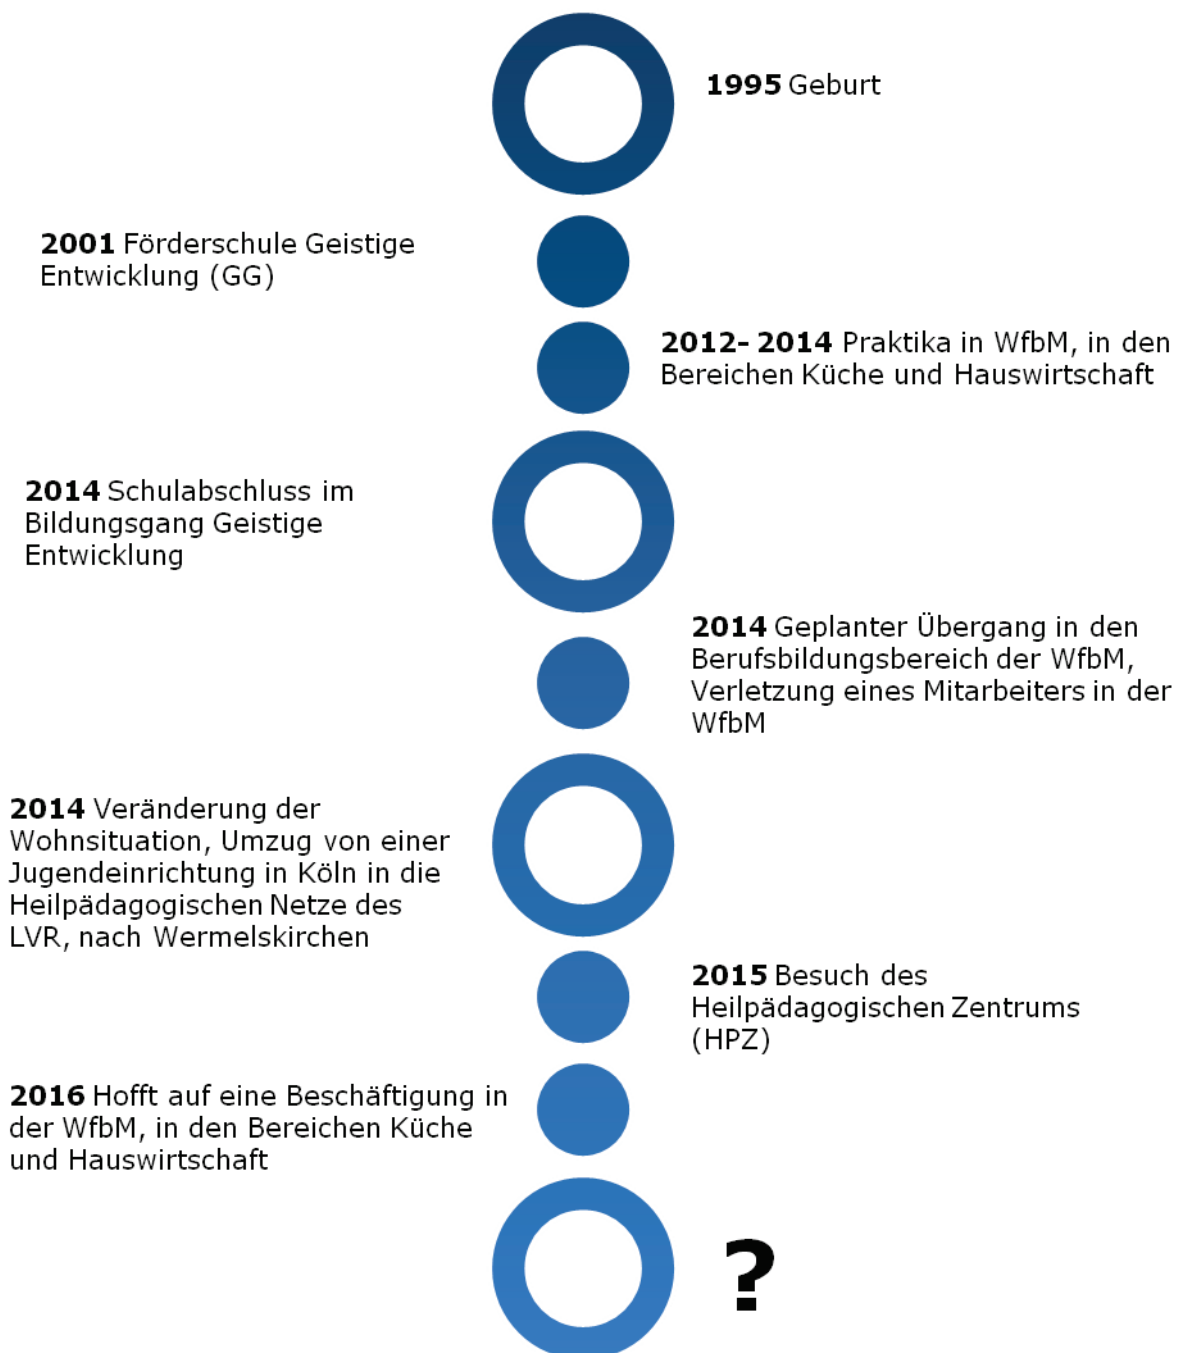 1995 Geburt
2001 Förderschule Geistige
Entwicklung (GG)
2012- 2014 Praktika in WfbM, in den
Bereichen Küche und Hauswirtschaft
2014 Schulabschluss im
Bildungsgang Geistige
Entwicklung
2014 Geplanter Übergang in den
Berufsbildungsbereich der WfbM,
Verletzung eines Mitarbeiters in der
WfbM
2014 Veränderung der
Wohnsituation, Umzug von einer
Jugendeinrichtung in Köln in die
Heilpädagogischen Netze des
LVR, nach Wermelskirchen
2015 Besuch des
Heilpädagogischen Zentrums
(HPZ)
2016 Hofft auf eine Beschäftigung in
der WfbM, in den Bereichen Küche
und Hauswirtschaft
?